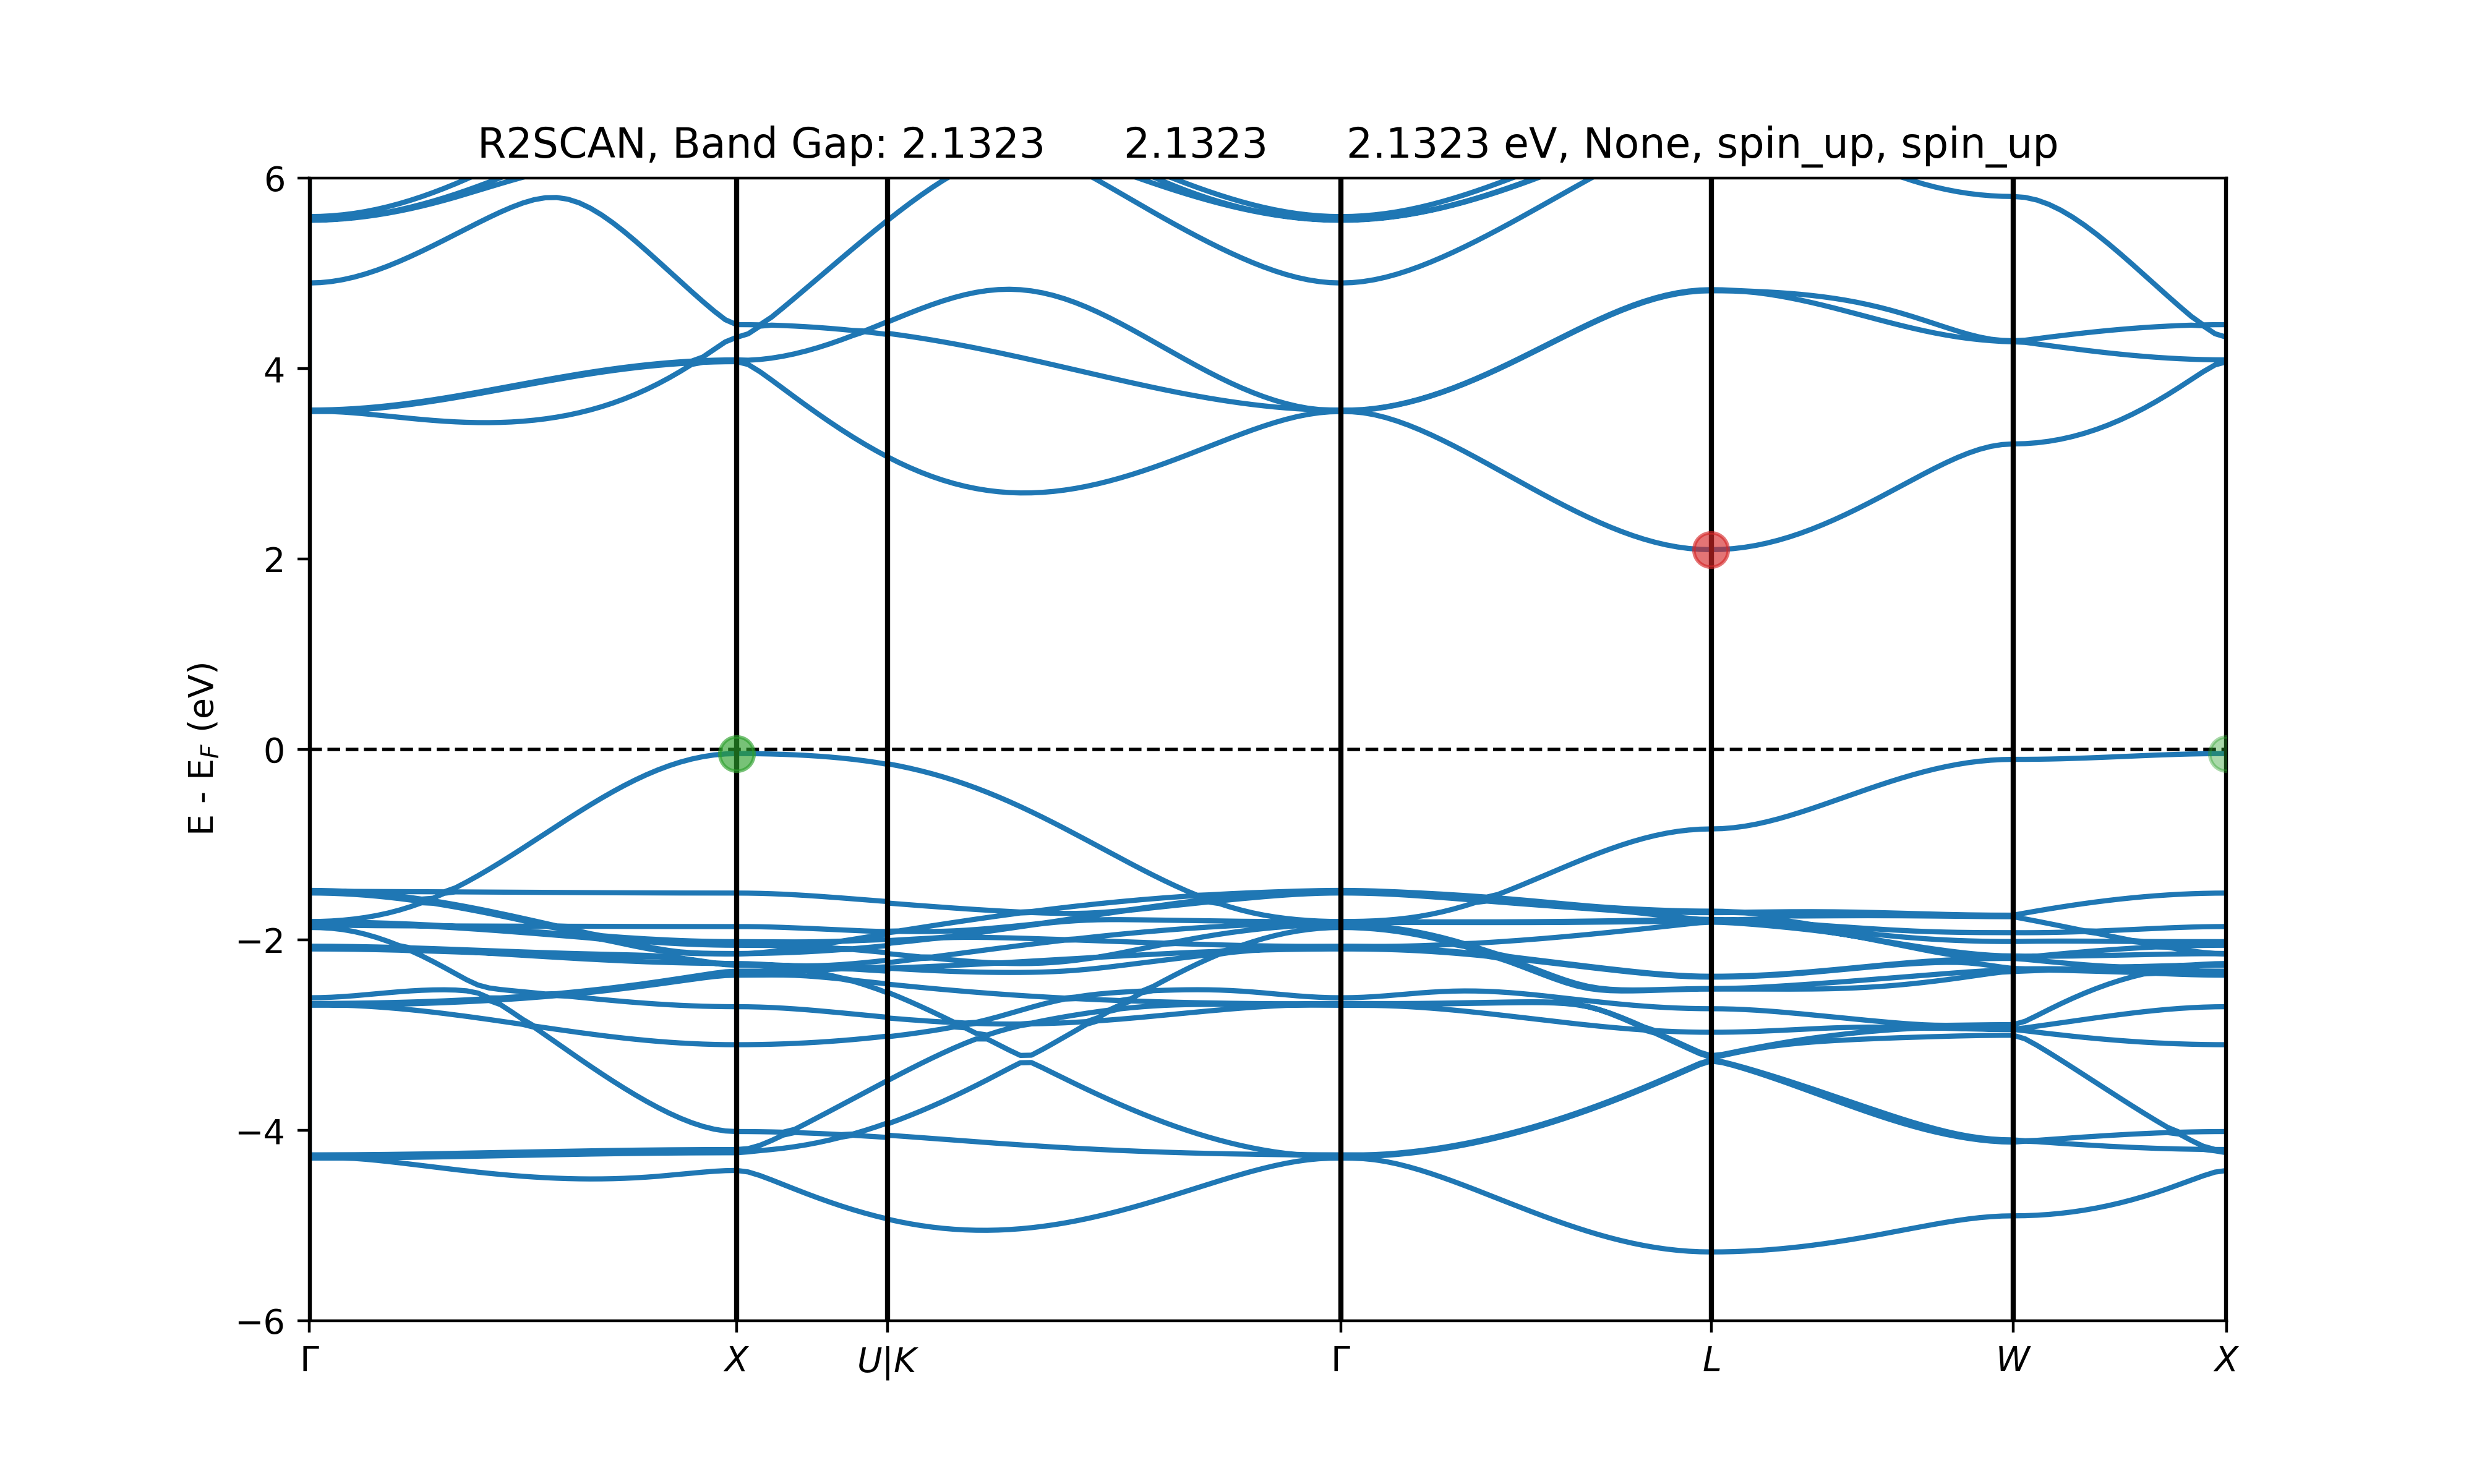 R2SCAN, Band Gap: 2.1323 2.1323 2.1323 eV, None, spin_up, spin_up
6
4
2
0
−2
−4
−6
E - E_F (eV)
Γ X U|K Γ L W X